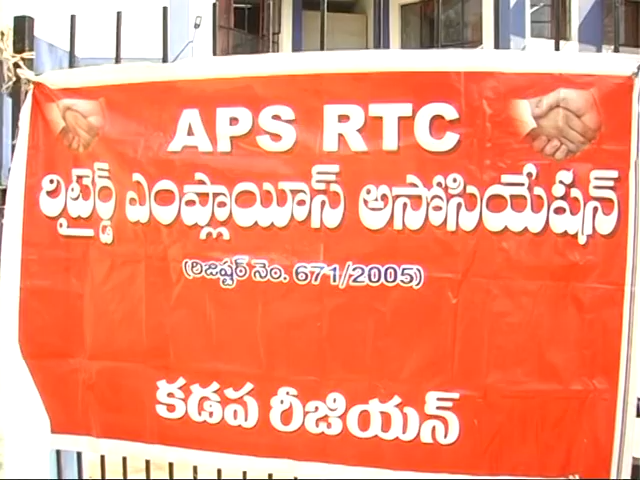 APS RTC
రిటైర్డ్ ఎంప్లాయీస్ అసోసియేషన్
(రిజిష్టర్ నెం. 671/2005)
కడప రీజియన్